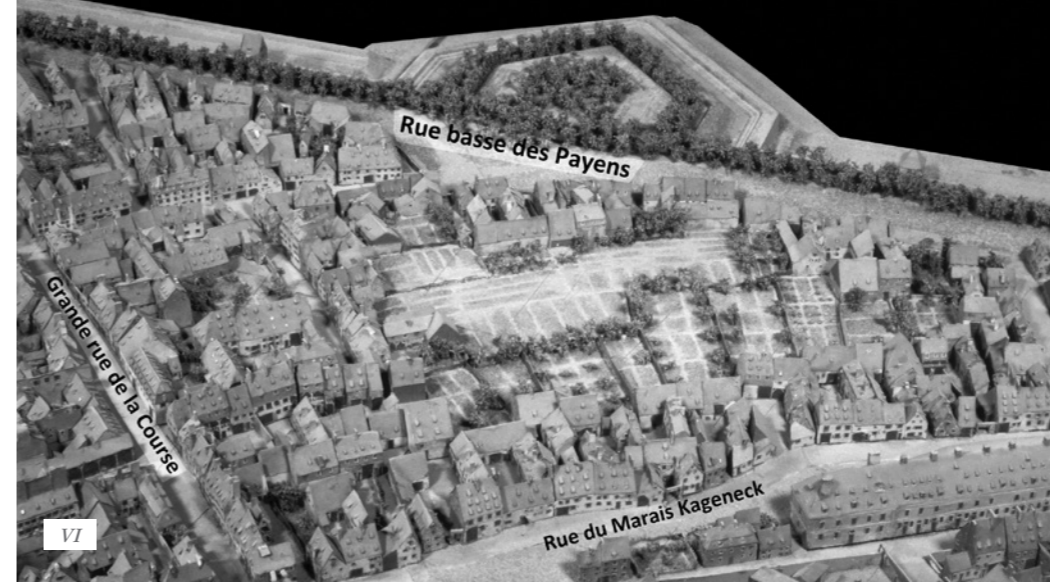 Rue basse des Payens
Grande rue de la Course
Rue du Marais Kageneck
VI